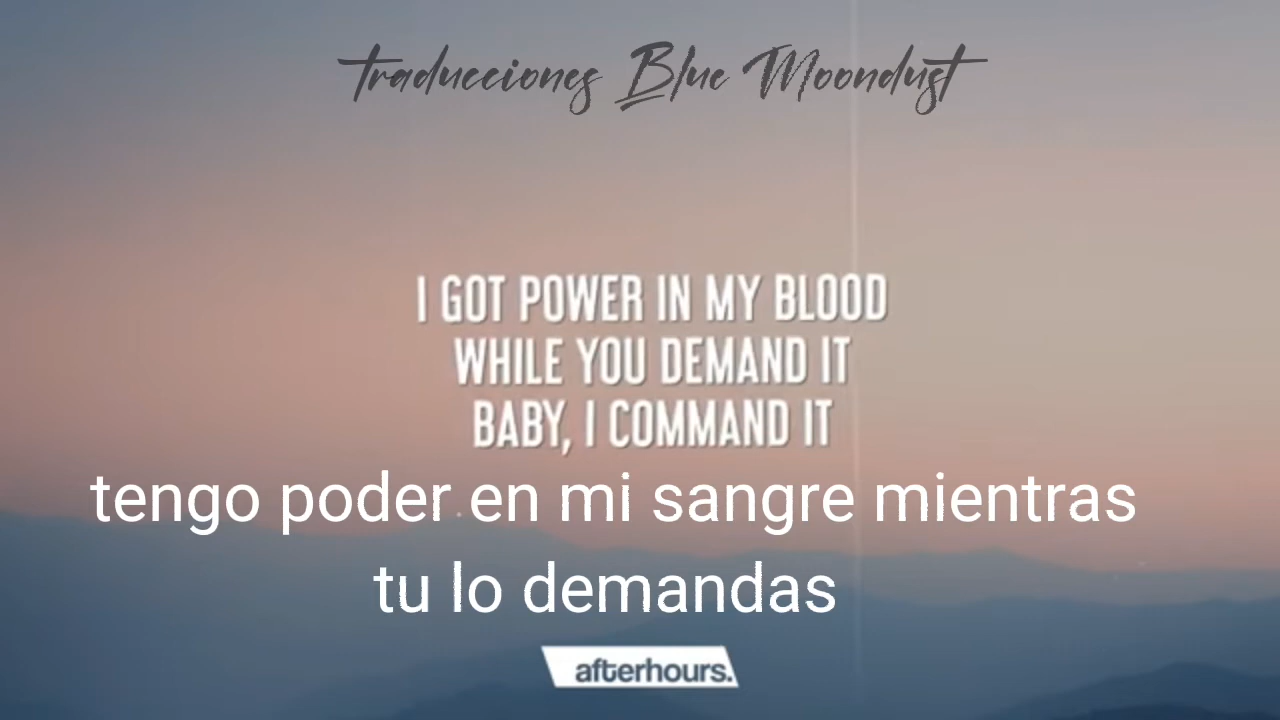 traducciones Blue Moondust
I GOT POWER IN MY BLOOD
WHILE YOU DEMAND IT
BABY, I COMMAND IT
tengo poder en mi sangre mientras
tu lo demandas
afterhours.